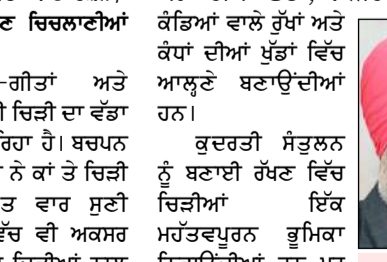 ਣ ਚਿਚਲਾਣੀਆਂ
-ਗੀਤਾਂ ਅਤੇ
ੀ ਚਿੜੀ ਦਾ ਵੱਡਾ
ਰਿਹਾ ਹੈ। ਬਚਪਨ
ਨੇ ਕਾਂ ਤੇ ਚਿੜੀ
ਤ ਵਾਰ ਸੁਣੀ
ਵਿੱਚ ਵੀ ਅਕਸਰ
ਕੰਡਿਆਂ ਵਾਲੇ ਰੁੱਖਾਂ ਅਤੇ
ਕੰਧਾਂ ਦੀਆਂ ਖੁੱਡਾਂ ਵਿੱਚ
ਆਲ੍ਹਣੇ ਬਣਾਉਂਦੀਆਂ
ਹਨ।
ਕੁਦਰਤੀ ਸੰਤੁਲਨ
ਨੂੰ ਬਣਾਈ ਰੱਖਣ ਵਿੱਚ
ਚਿੜੀਆਂ ਇੱਕ
ਮਹੱਤਵਪੂਰਨ ਭੂਮਿਕਾ